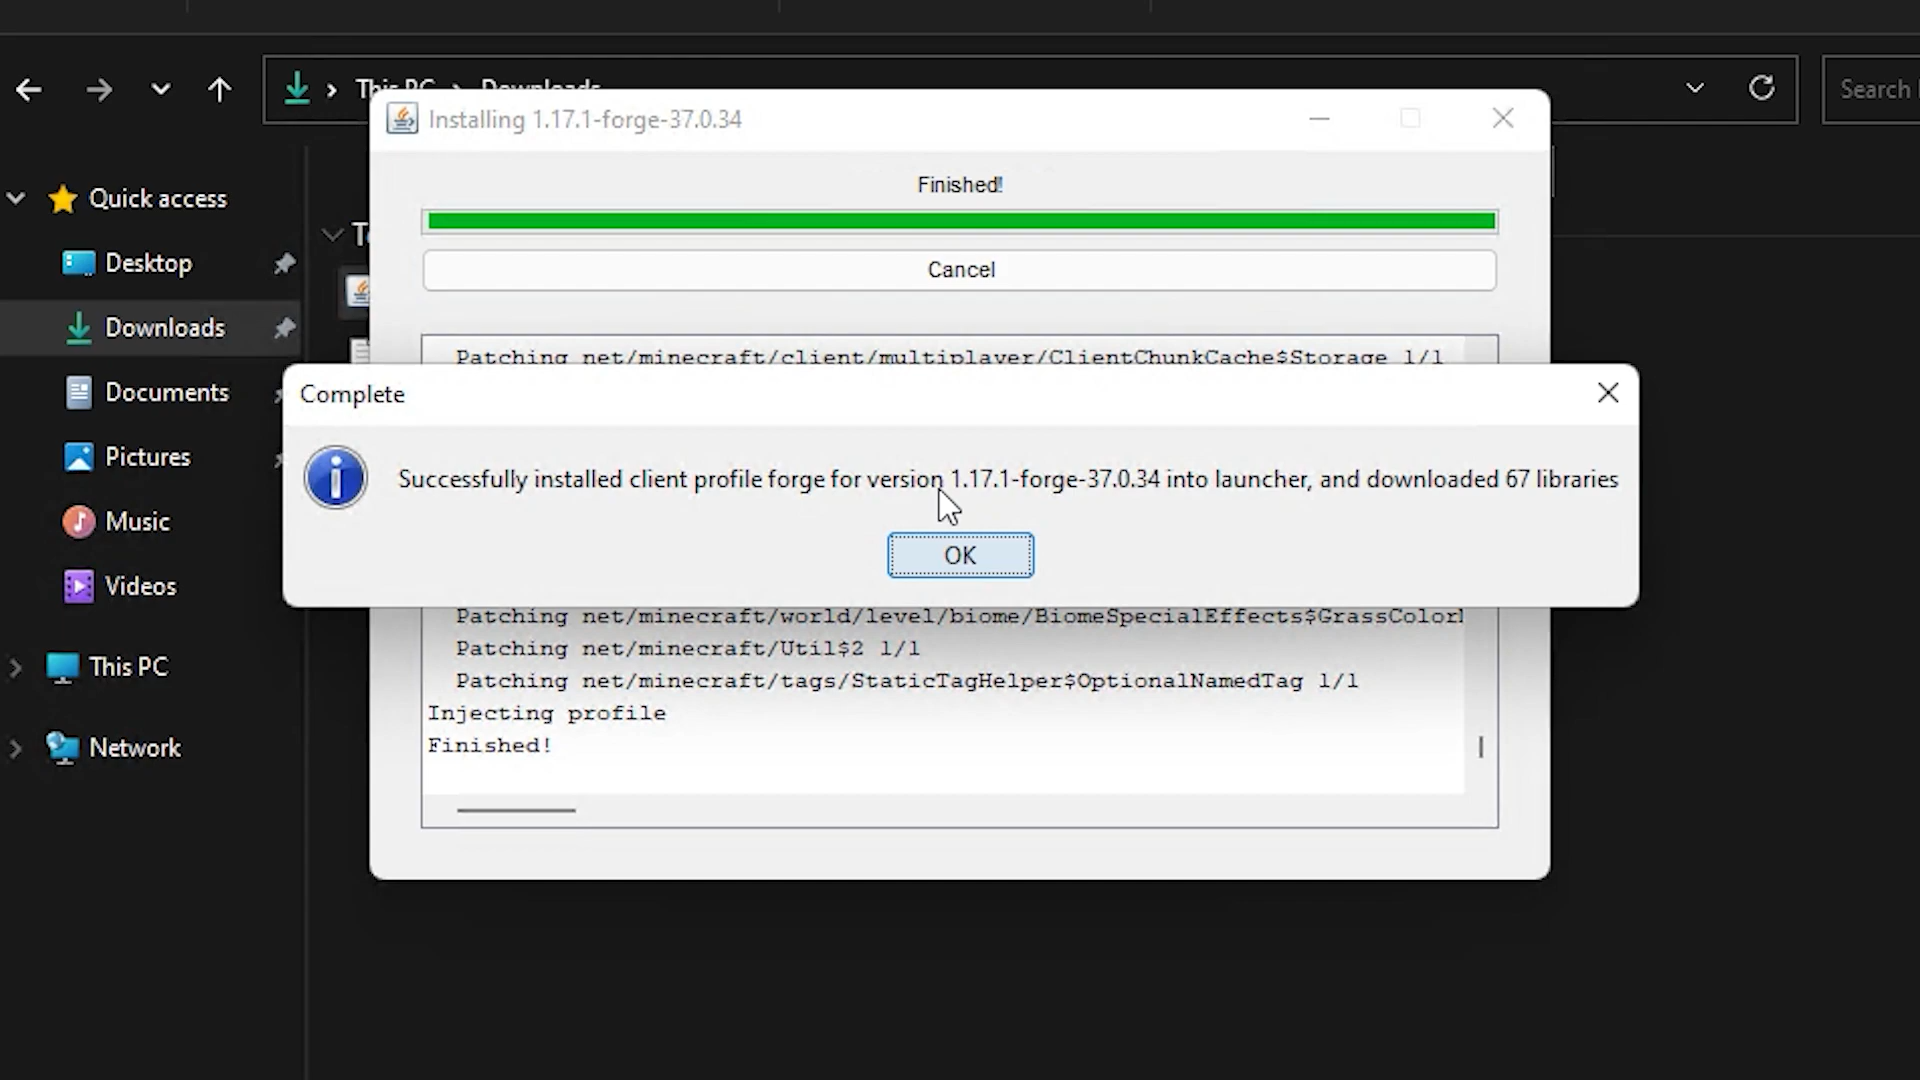 This PC > Downloads
Search
Installing 1.17.1-forge-37.0.34
Finished!
Cancel
Quick access
Desktop
Downloads
Documents
Pictures
Music
Videos
This PC
Network
Patching net/minecraft/client/multiplayer/ClientChunkCache$Storage 1/1
Complete
Successfully installed client profile forge for version 1.17.1-forge-37.0.34 into launcher, and downloaded 67 libraries
OK
Patching net/minecraft/world/level/biome/BiomeSpecialEffects$GrassColor
Patching net/minecraft/Util$2 1/1
Patching net/minecraft/tags/StaticTagHelper$OptionalNamedTag 1/1
Injecting profile
Finished!